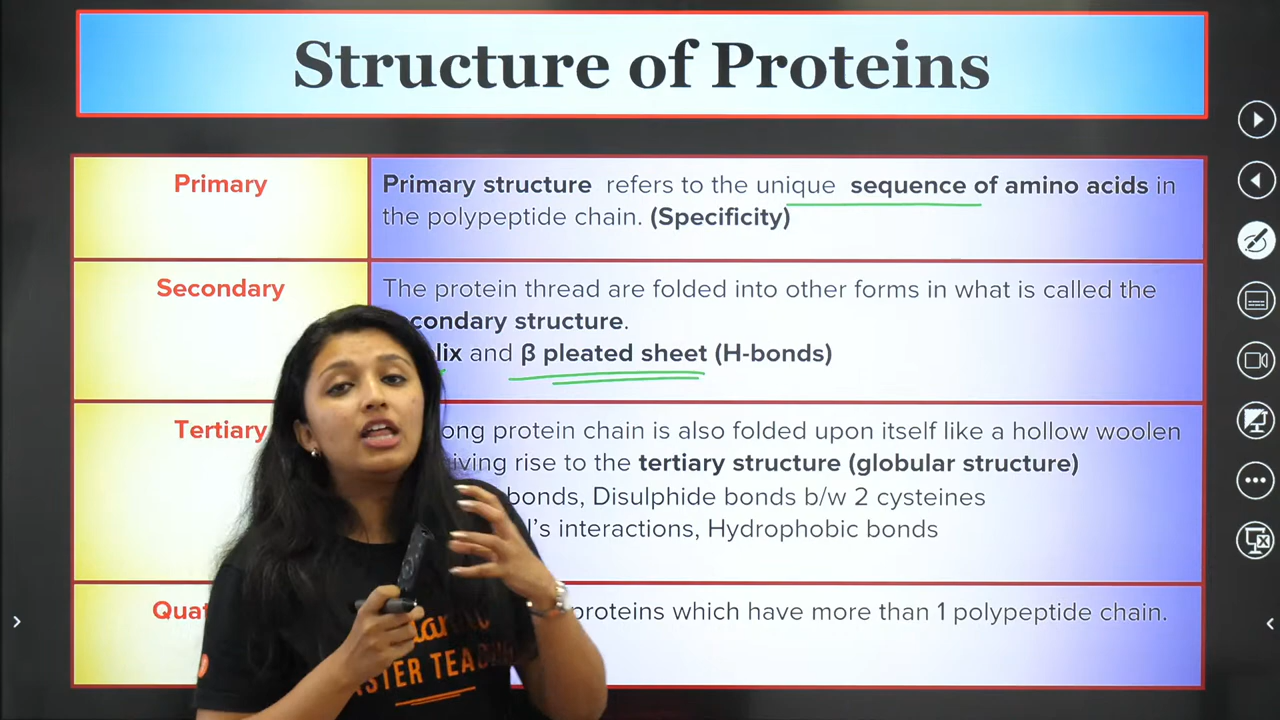 Structure of Proteins
Primary
Primary structure refers to the unique sequence of amino acids in
the polypeptide chain. (Specificity)
Secondary
The protein thread are folded into other forms in what is called the
condary structure.
lix and β pleated sheet (H-bonds)
Tertiary
ong protein chain is also folded upon itself like a hollow woolen
iving rise to the tertiary structure (globular structure)
bonds, Disulphide bonds b/w 2 cysteines
l's interactions, Hydrophobic bonds
Quat
proteins which have more than 1 polypeptide chain.